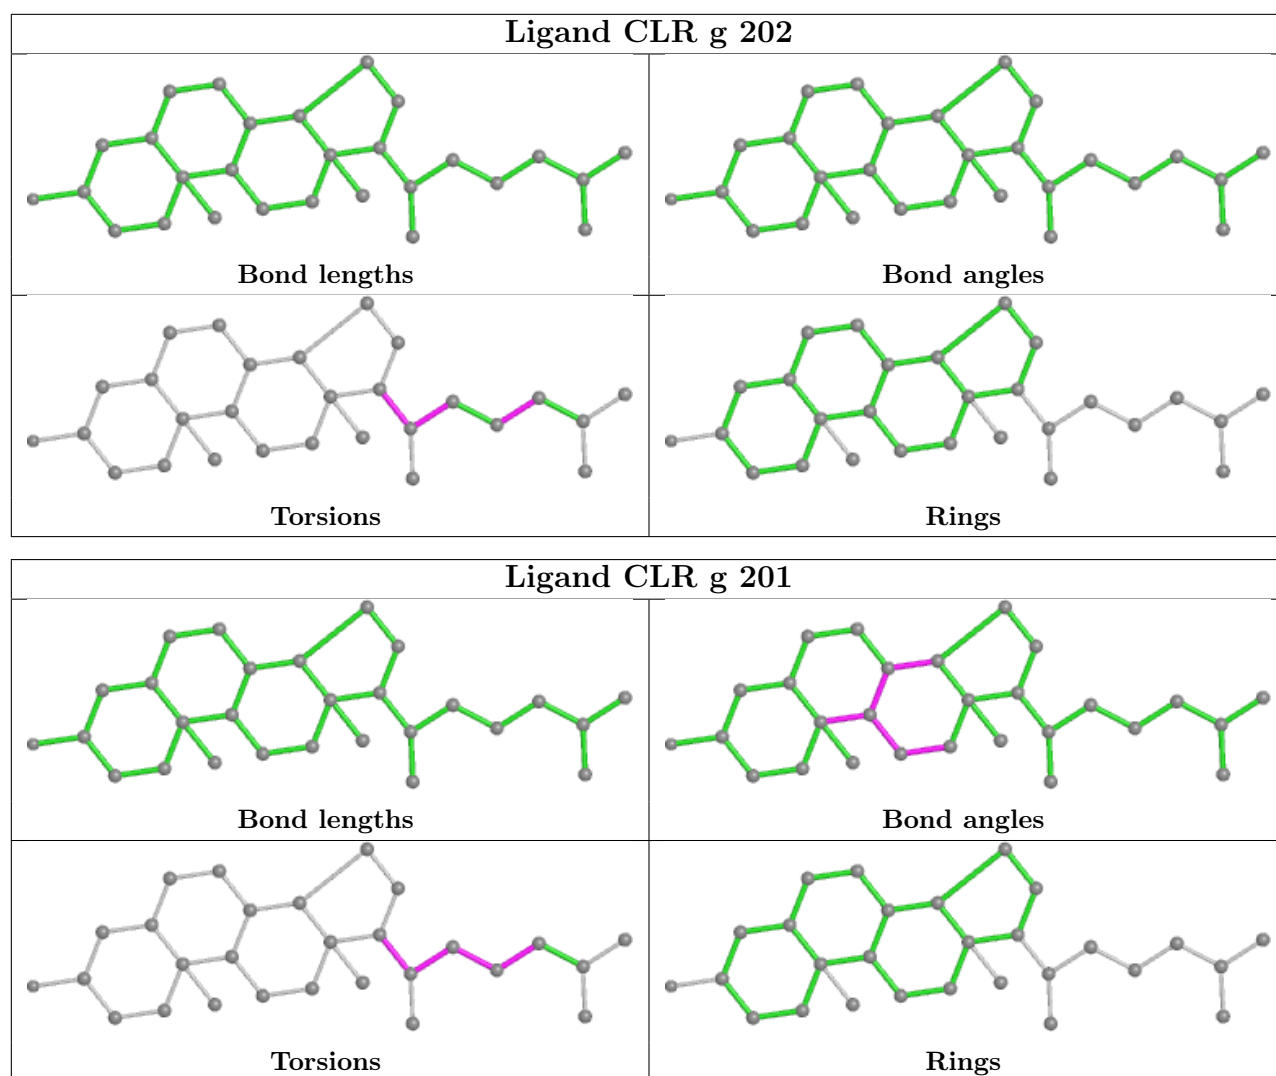 Ligand CLR g 202
Bond lengths
Bond angles
Torsions
Rings
Ligand CLR g 201
Bond lengths
Bond angles
Torsions
Rings